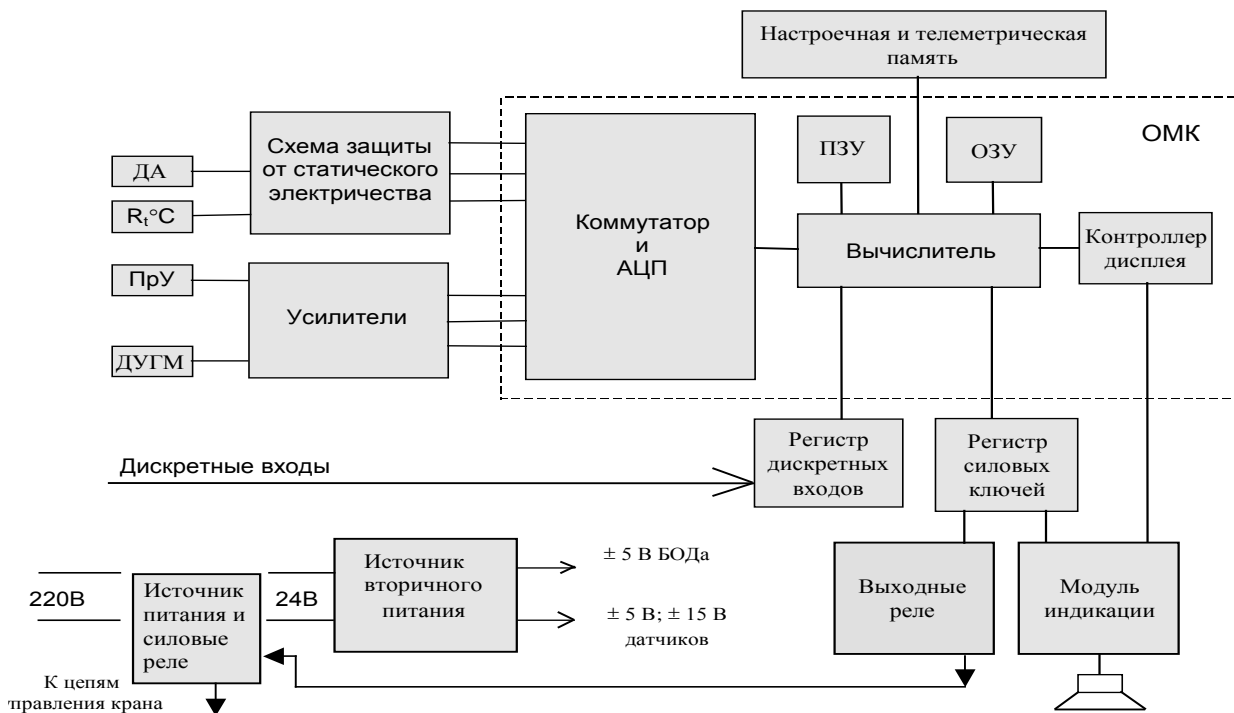 Настроечная и телеметрическая
память
ОМК
Схема защиты
от статического
электричества
ДА
Rt°C
ПЗУ
ОЗУ
Коммутатор
и
АЦП
Вычислитель
Контроллер
дисплея
ПрУ
Усилители
ДУГМ
Дискретные входы
Регистр
дискретных
входов
Регистр
силовых
ключей
220В
Источник
питания и
силовые
реле
24В
Источник
вторичного
питания
± 5 В БОДа
± 5 В; ± 15 В
датчиков
Выходные
реле
Модуль
индикации
К цепям
правления крана